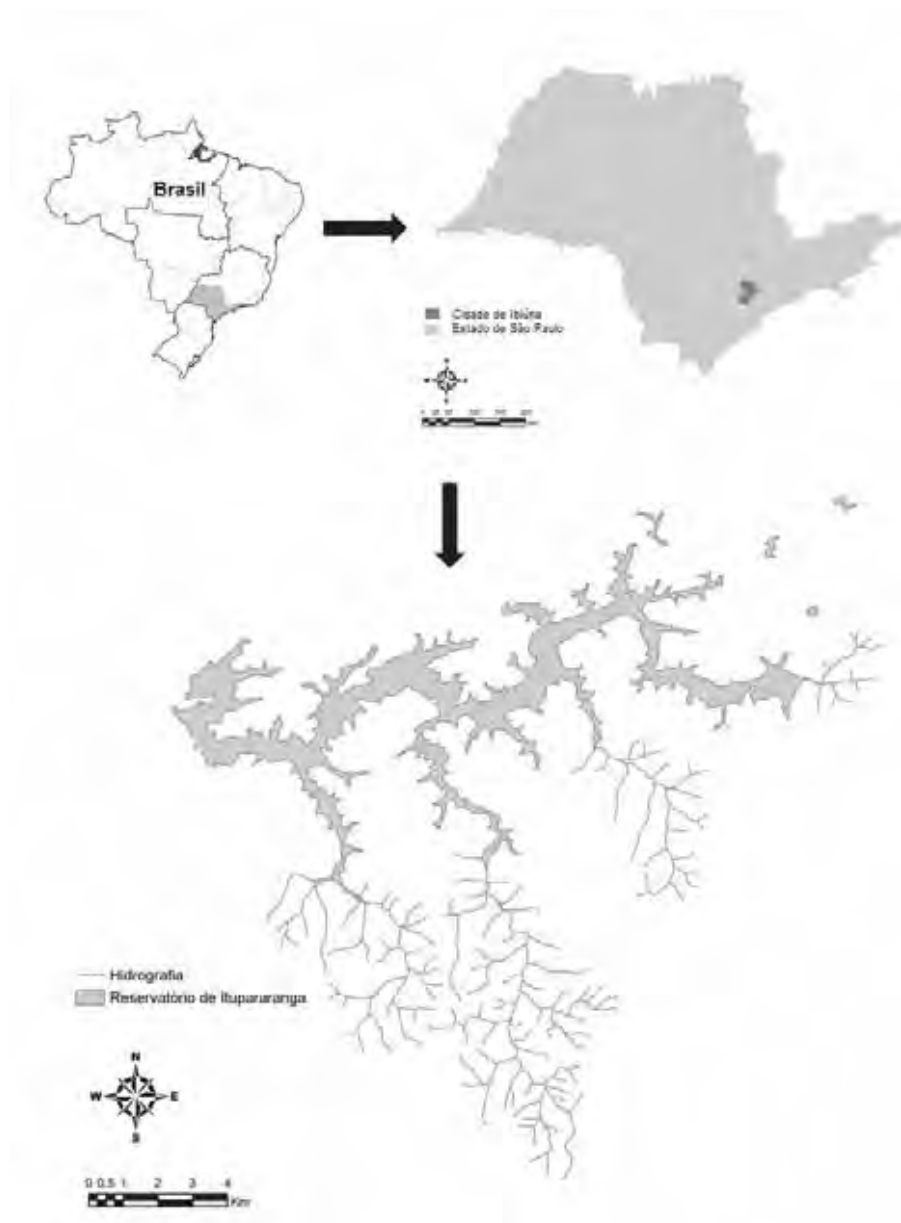 Brasil
Cidade de Ibiúna
Estado de São Paulo
Hidrografia
Reservatório de Itupararanga
N
W E
S
0 0,5 1 2 3 4
Km